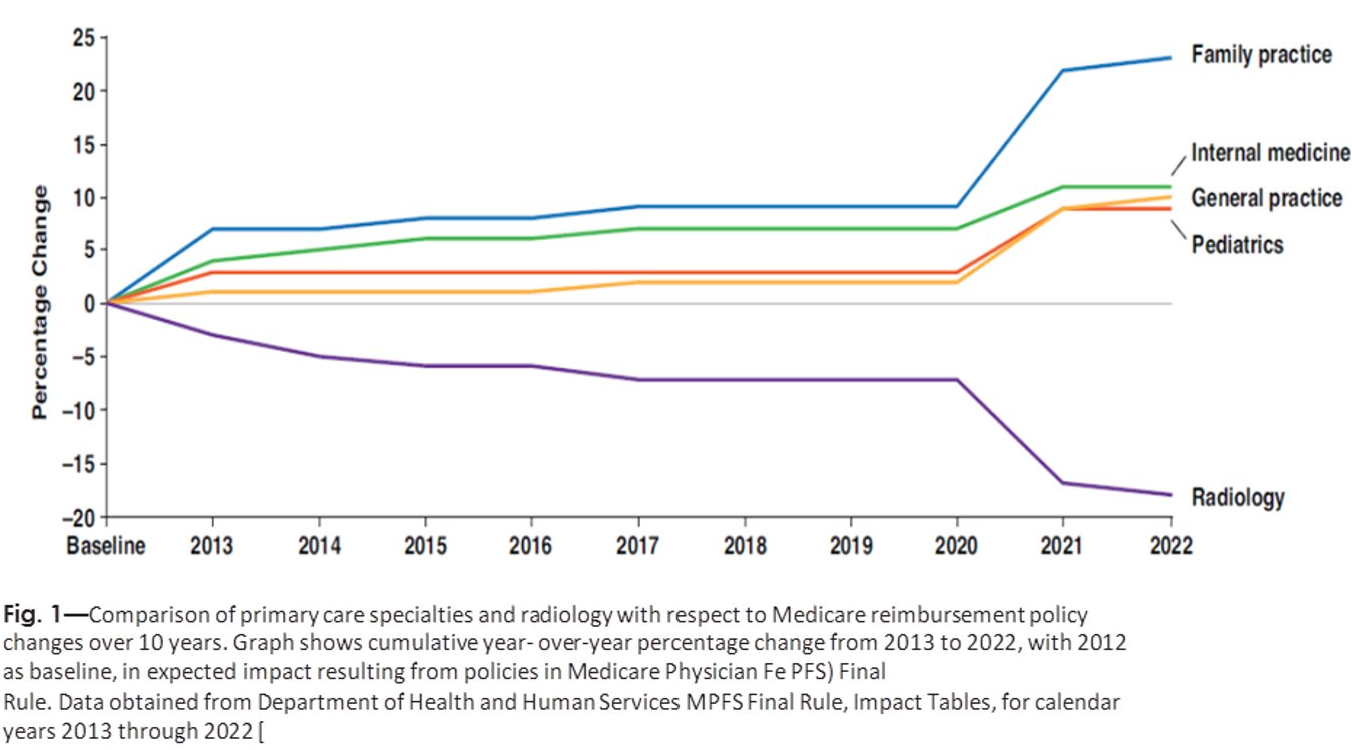 25
Family practice
20
15
Internal medicine
10
General practice
5
Pediatrics
0
−5
−10
−15
Radiology
−20
Percentage Change
Baseline 2013 2014 2015 2016 2017 2018 2019 2020 2021 2022
Fig. 1—Comparison of primary care specialties and radiology with respect to Medicare reimbursement policy
changes over 10 years. Graph shows cumulative year- over-year percentage change from 2013 to 2022, with 2012
as baseline, in expected impact resulting from policies in Medicare Physician Fe PFS) Final
Rule. Data obtained from Department of Health and Human Services MPFS Final Rule, Impact Tables, for calendar
years 2013 through 2022 [